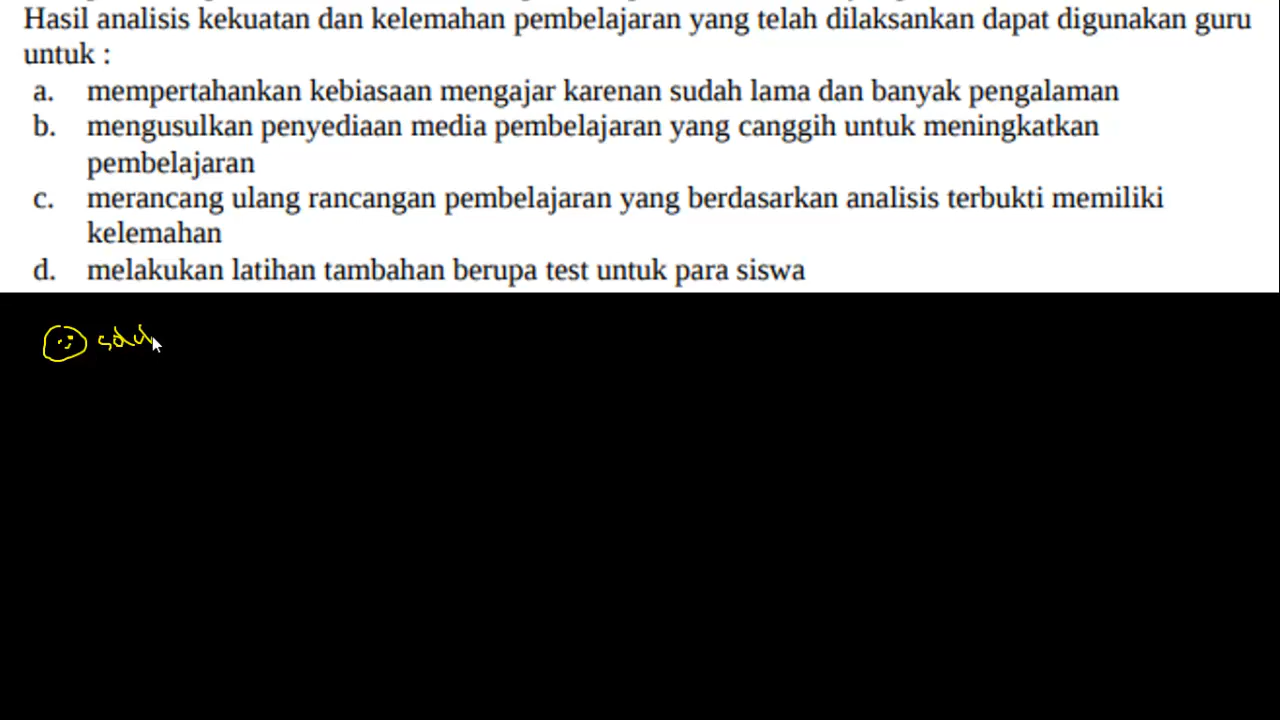 Hasil analisis kekuatan dan kelemahan pembelajaran yang telah dilaksankan dapat digunakan guru
untuk :
a. mempertahankan kebiasaan mengajar karenan sudah lama dan banyak pengalaman
b. mengusulkan penyediaan media pembelajaran yang canggih untuk meningkatkan
pembelajaran
c. merancang ulang rancangan pembelajaran yang berdasarkan analisis terbukti memiliki
kelemahan
d. melakukan latihan tambahan berupa test untuk para siswa